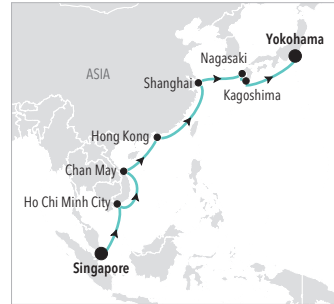 Yokohama
Nagasaki
ASIA
Shanghai
Kagoshima
Hong Kong
Chan May
Ho Chi Minh City
Singapore